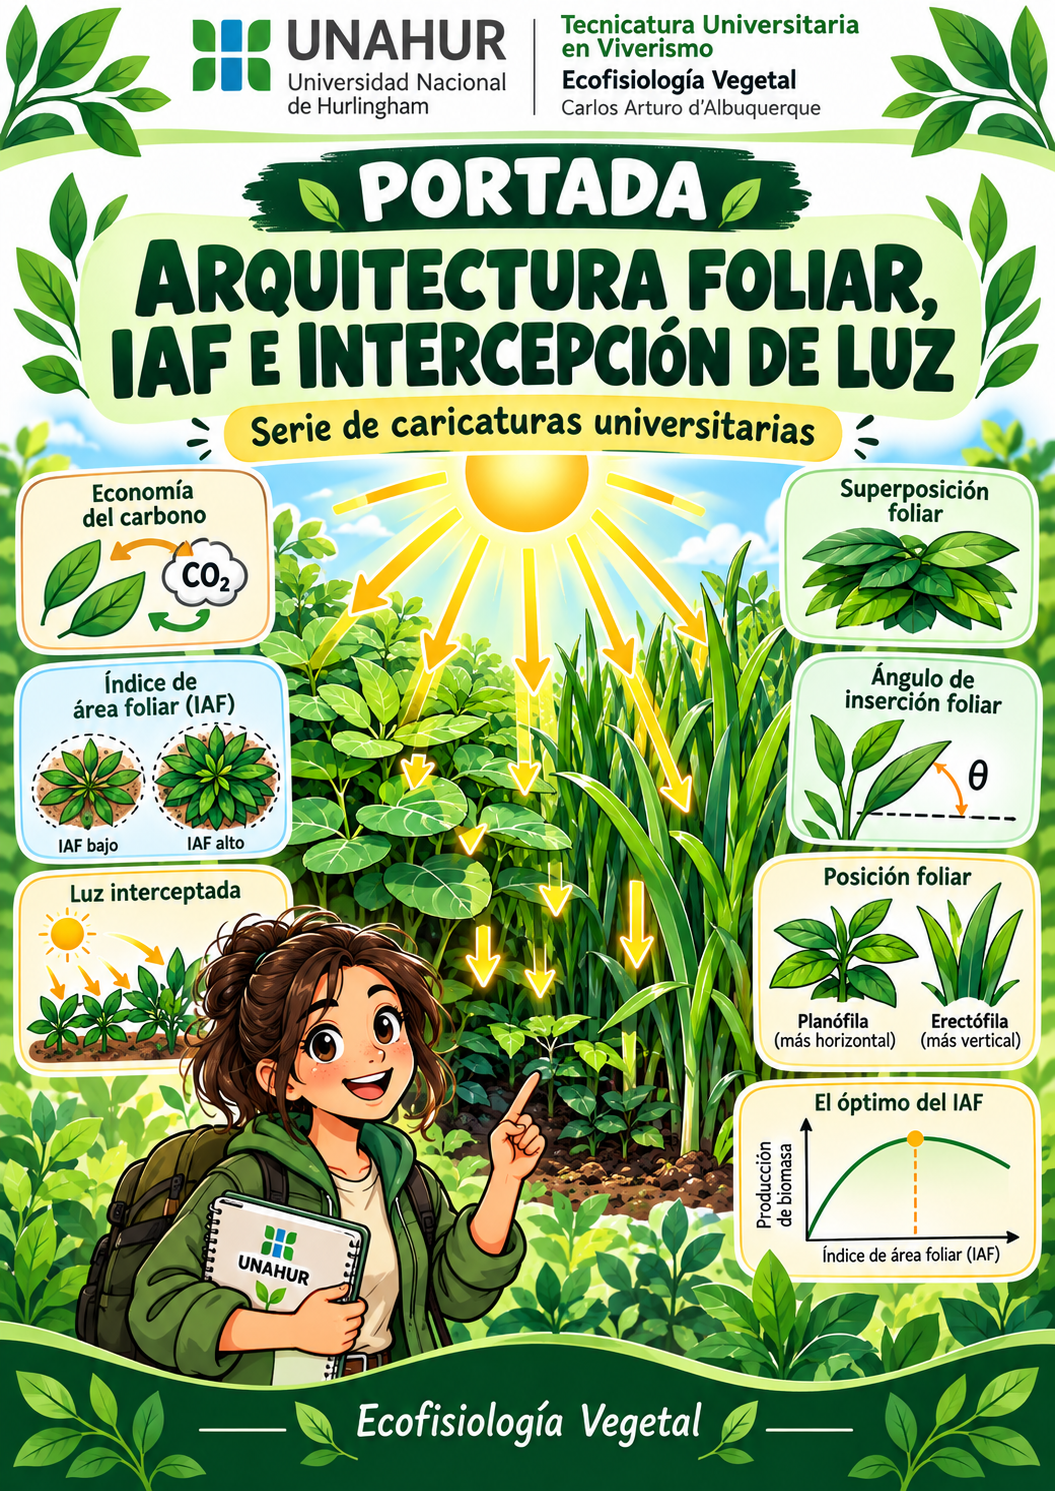 UNAHUR
Universidad Nacional
de Hurlingham
Tecnicatura Universitaria
en Viverismo
Ecofisiología Vegetal
Carlos Arturo d'Albuquerque
PORTADA
ARQUITECTURA FOLIAR,
IAF E INTERCEPCIÓN DE LUZ
Serie de caricaturas universitarias
Economía
del carbono
CO₂
Índice de
área foliar (IAF)
IAF bajo
IAF alto
Luz interceptada
Superposición
foliar
Ángulo de
inserción foliar
θ
Posición foliar
Planófila
(más horizontal)
Erectófila
(más vertical)
El óptimo del IAF
Producción
de biomasa
Índice de área foliar (IAF)
UNAHUR
Ecofisiología Vegetal